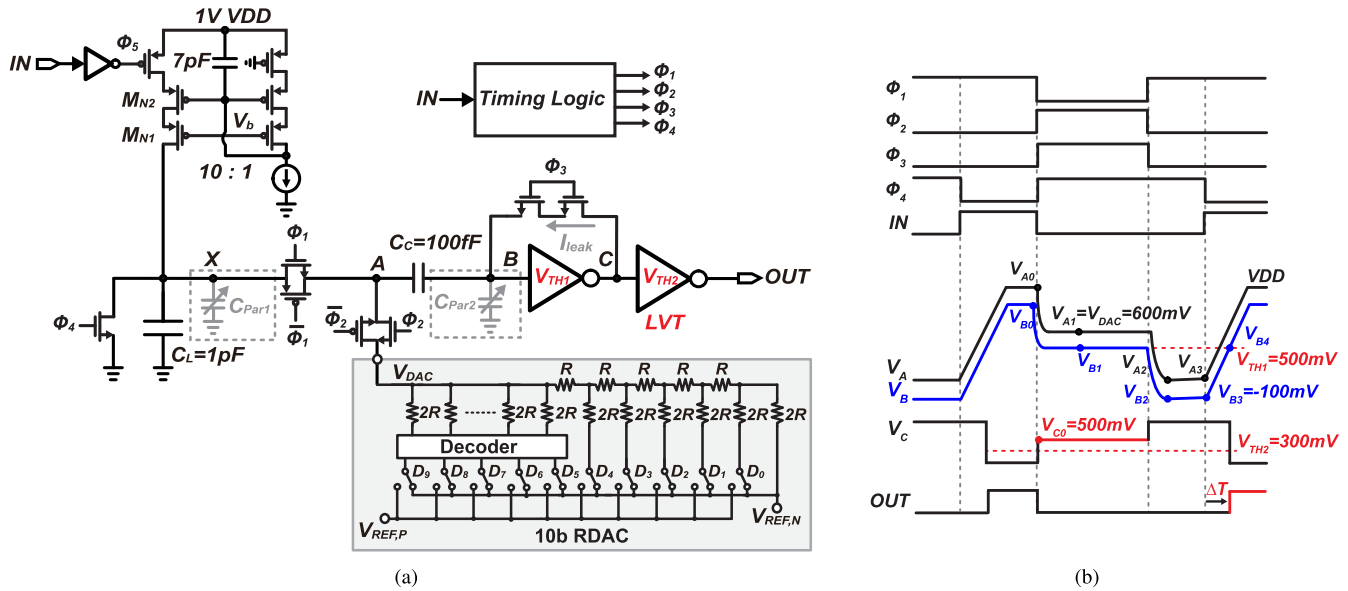 1V VDD
IN
Φ5
7pF
MN2
Vb
MN1
10 : 1
IN
Timing Logic
Φ1
Φ2
Φ3
Φ4
Φ3
Ileak
X
Φ1
A
CC=100fF
B
VTH1
C
VTH2
OUT
LVT
CPar1
CPar2
Φ4
CL=1pF
Φ1
Φ2
Φ2
VDAC
R
R
R
R
R
2R
2R
2R
2R
2R
2R
2R
2R
2R
2R
Decoder
D9
D8
D7
D6
D5
D4
D3
D2
D1
D0
VREF,P
VREF,N
10b RDAC
(a)
Φ1
Φ2
Φ3
Φ4
IN
VA0
VDD
VB0
VA1=VDAC=600mV
VB4
VA2
VA3
VTH1=500mV
VB1
VA
VB
VB2
VB3=-100mV
VC
VC0=500mV
VTH2=300mV
OUT
ΔT
(b)